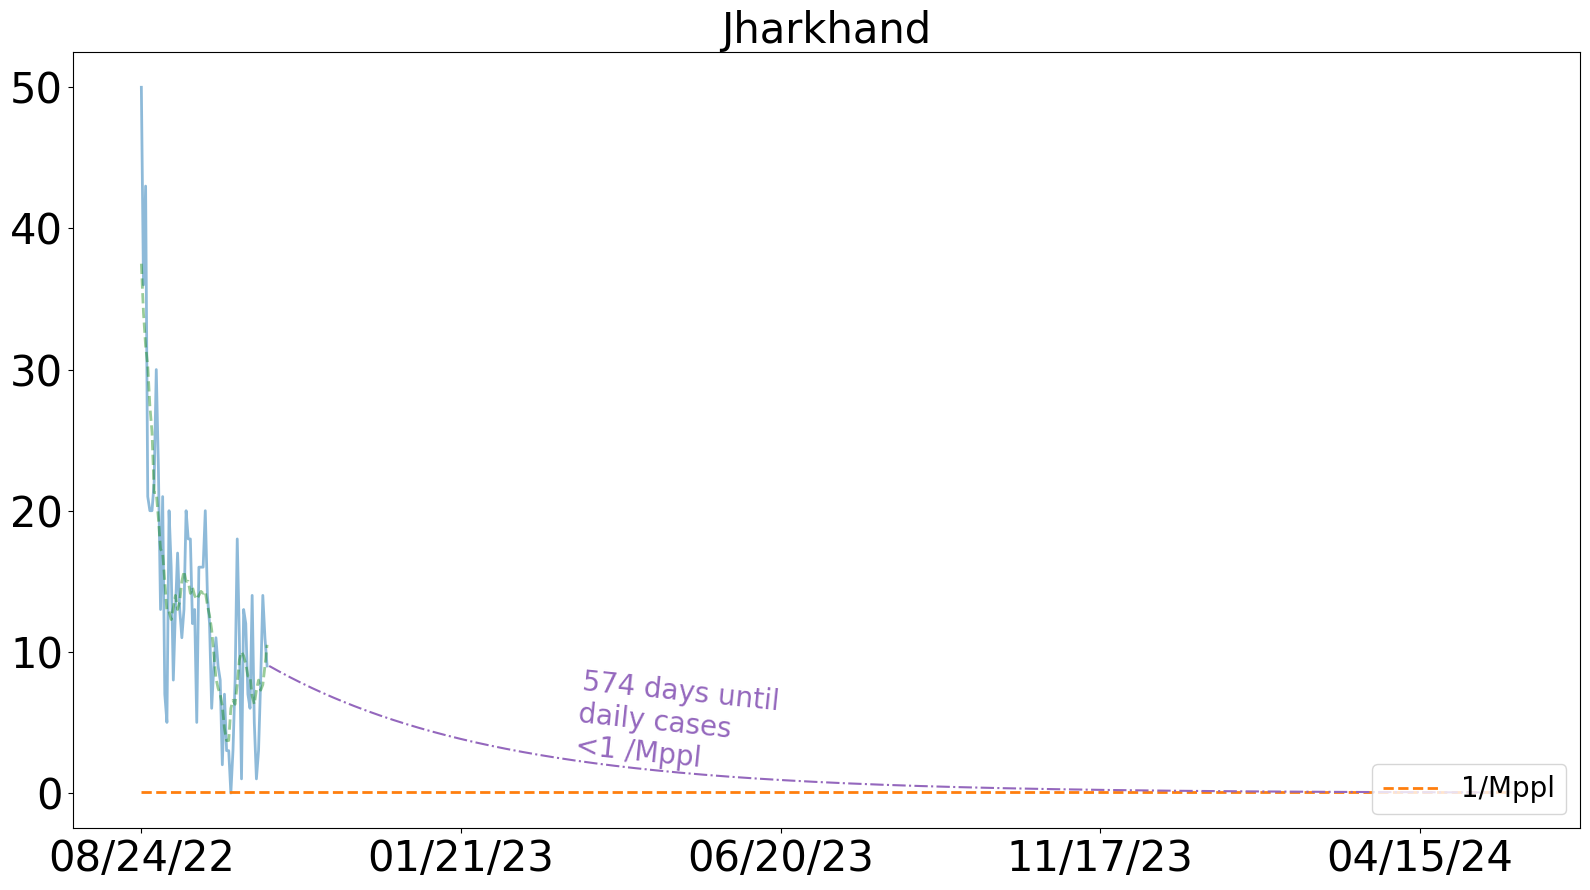 Jharkhand
50
40
30
20
10
0
574 days until
daily cases
<1 /Mppl
1/Mppl
08/24/22
01/21/23
06/20/23
11/17/23
04/15/24